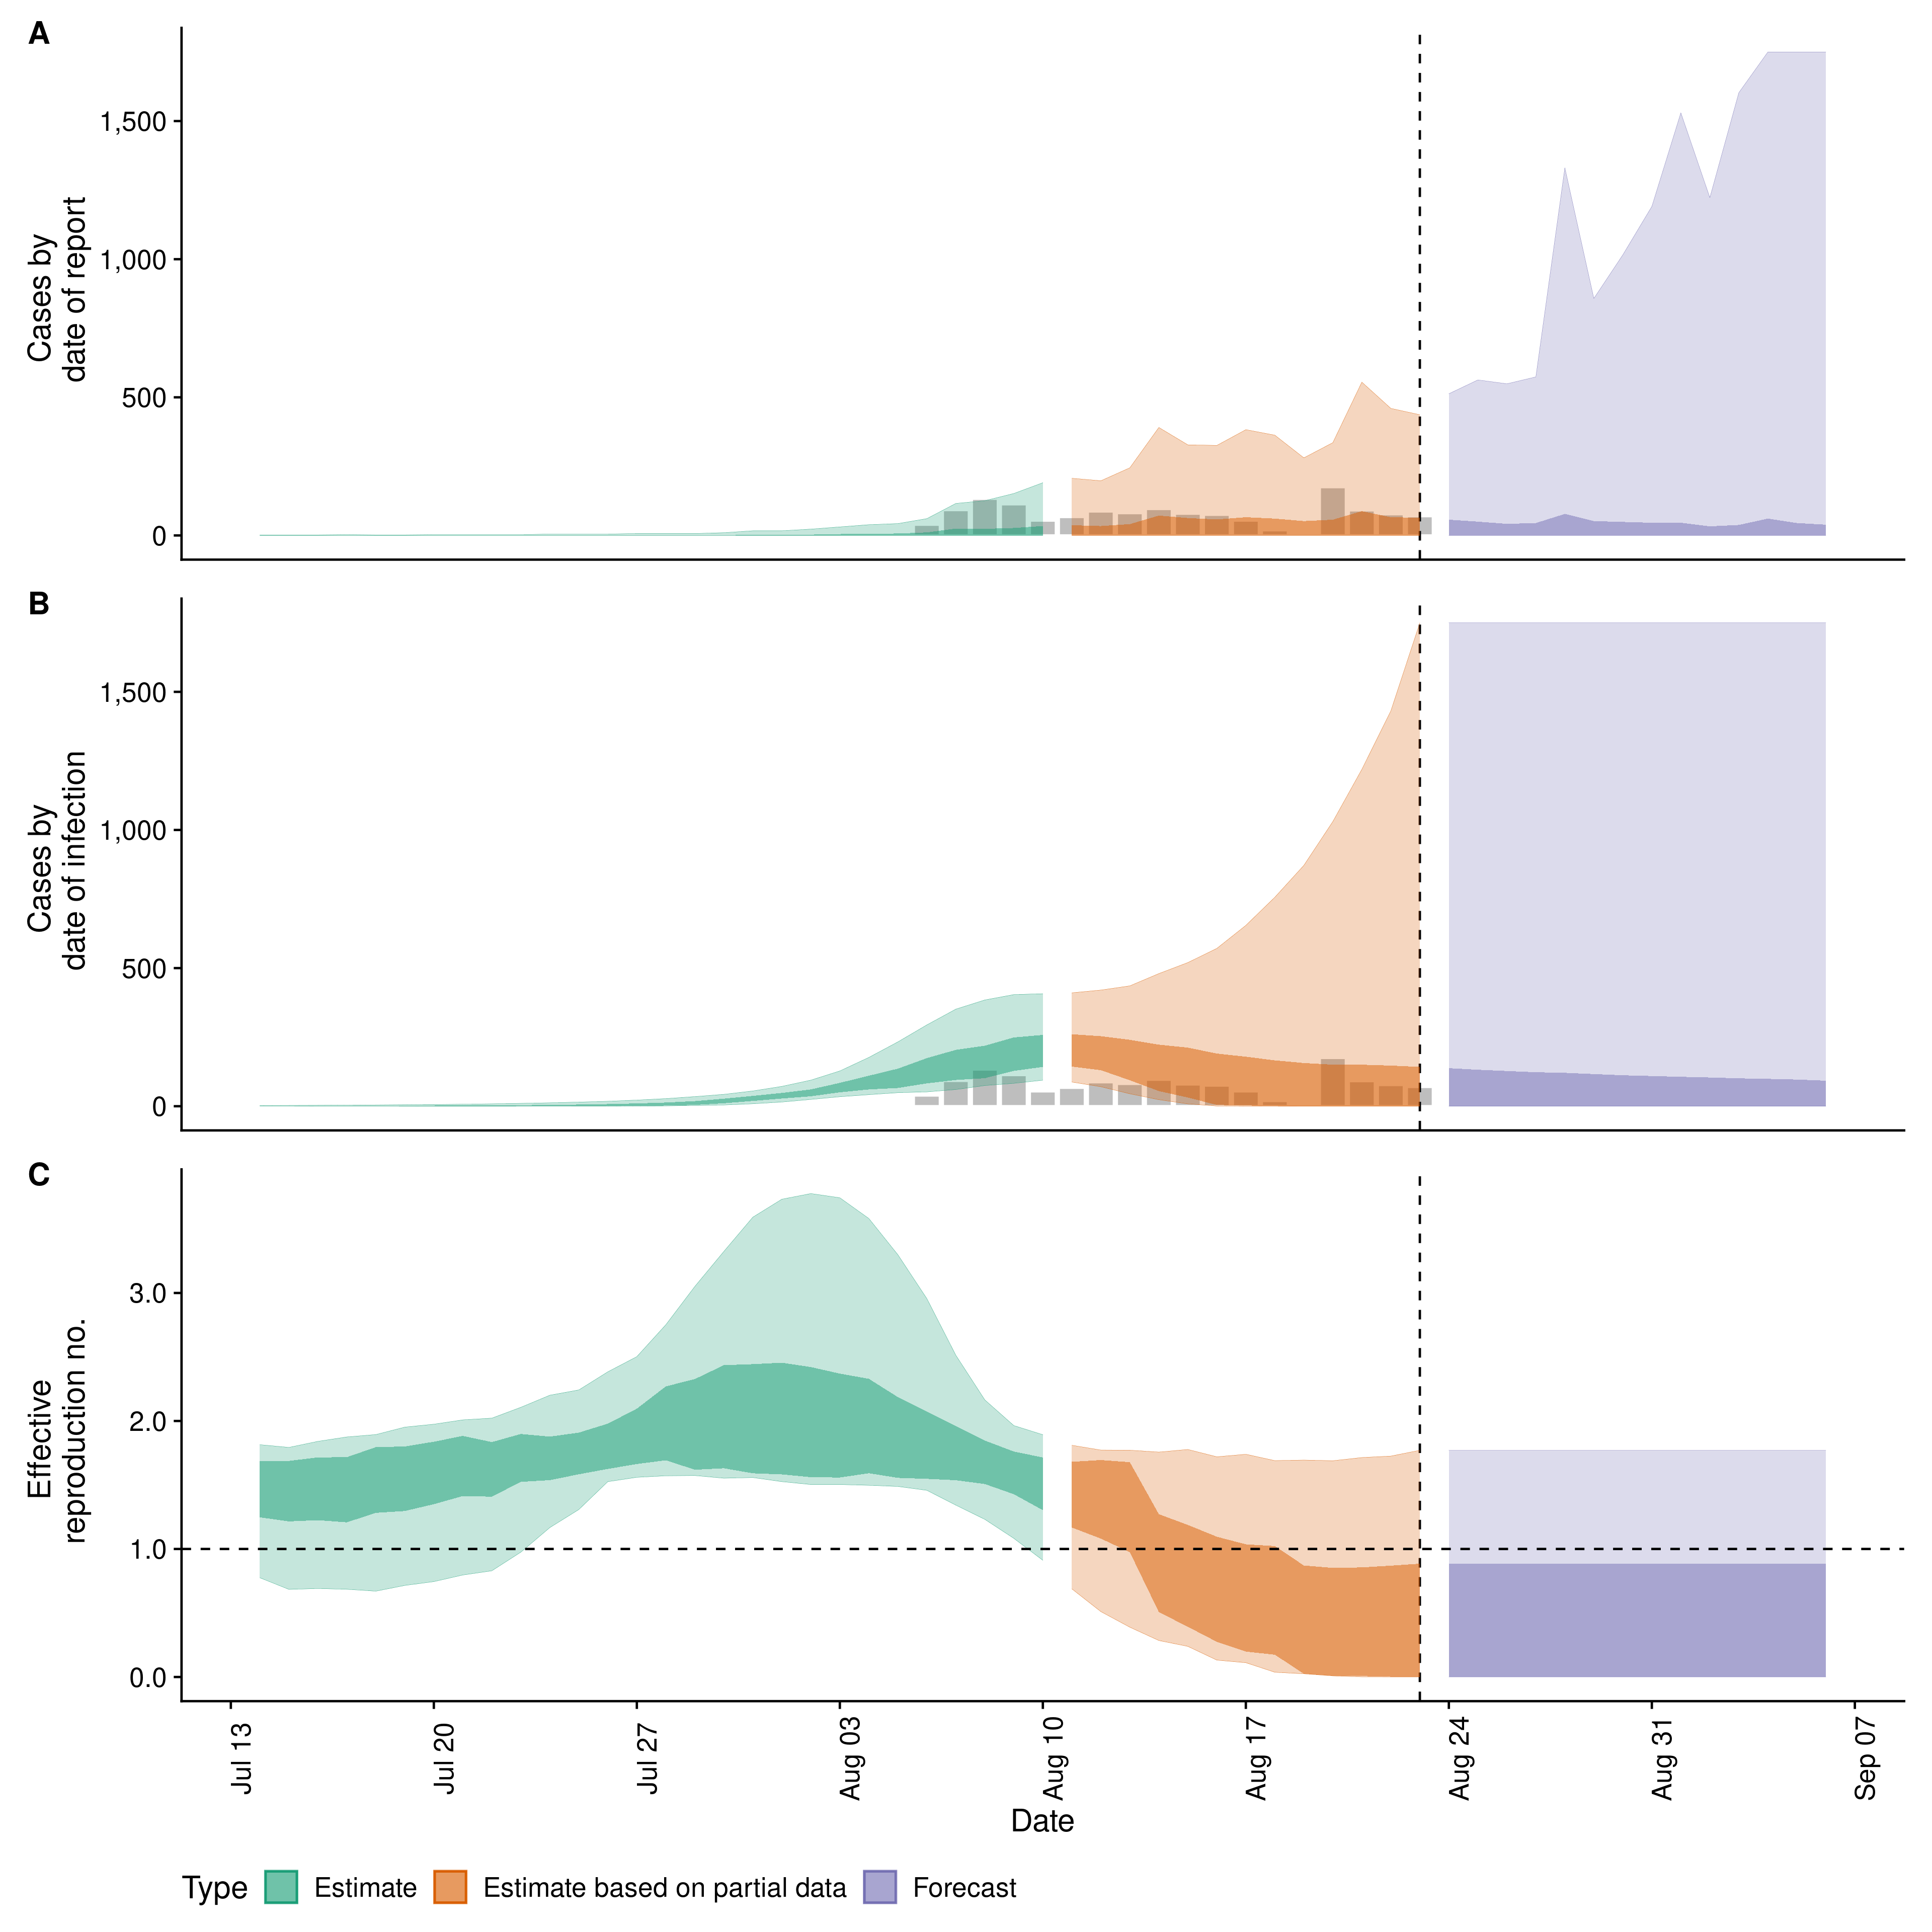 A
Cases by
date of report
1,500
1,000
500
0
B
Cases by
date of infection
1,500
1,000
500
0
C
Effective
reproduction no.
3.0
2.0
1.0
0.0
Jul 13
Jul 20
Jul 27
Aug 03
Aug 10
Aug 17
Aug 24
Aug 31
Sep 07
Date
Type
Estimate
Estimate based on partial data
Forecast